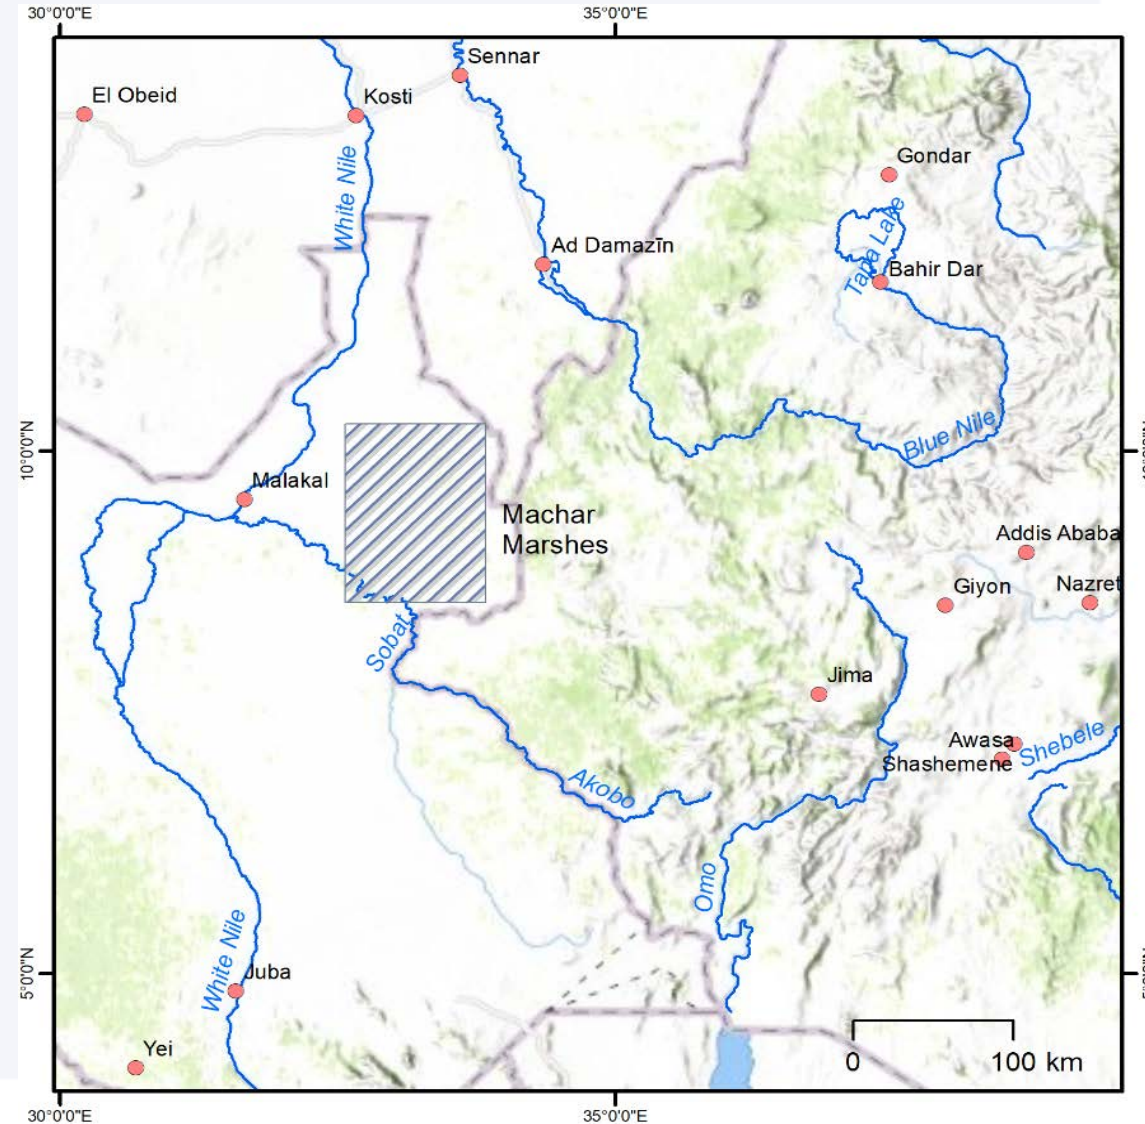 30°0'0"E
35°0'0"E
Sennar
El Obeid
Kosti
White Nile
Gondar
Tana Lake
Ad Damazīn
Bahir Dar
Blue Nile
10°0'0"N
Malakal
Machar
Marshes
Addis Ababa
Giyon
Nazret
Sobat
Jima
Awasa
Shebele
Shashemene
Akobo
Omo
White Nile
5°0'0"N
Juba
Yei
0
100 km
30°0'0"E
35°0'0"E